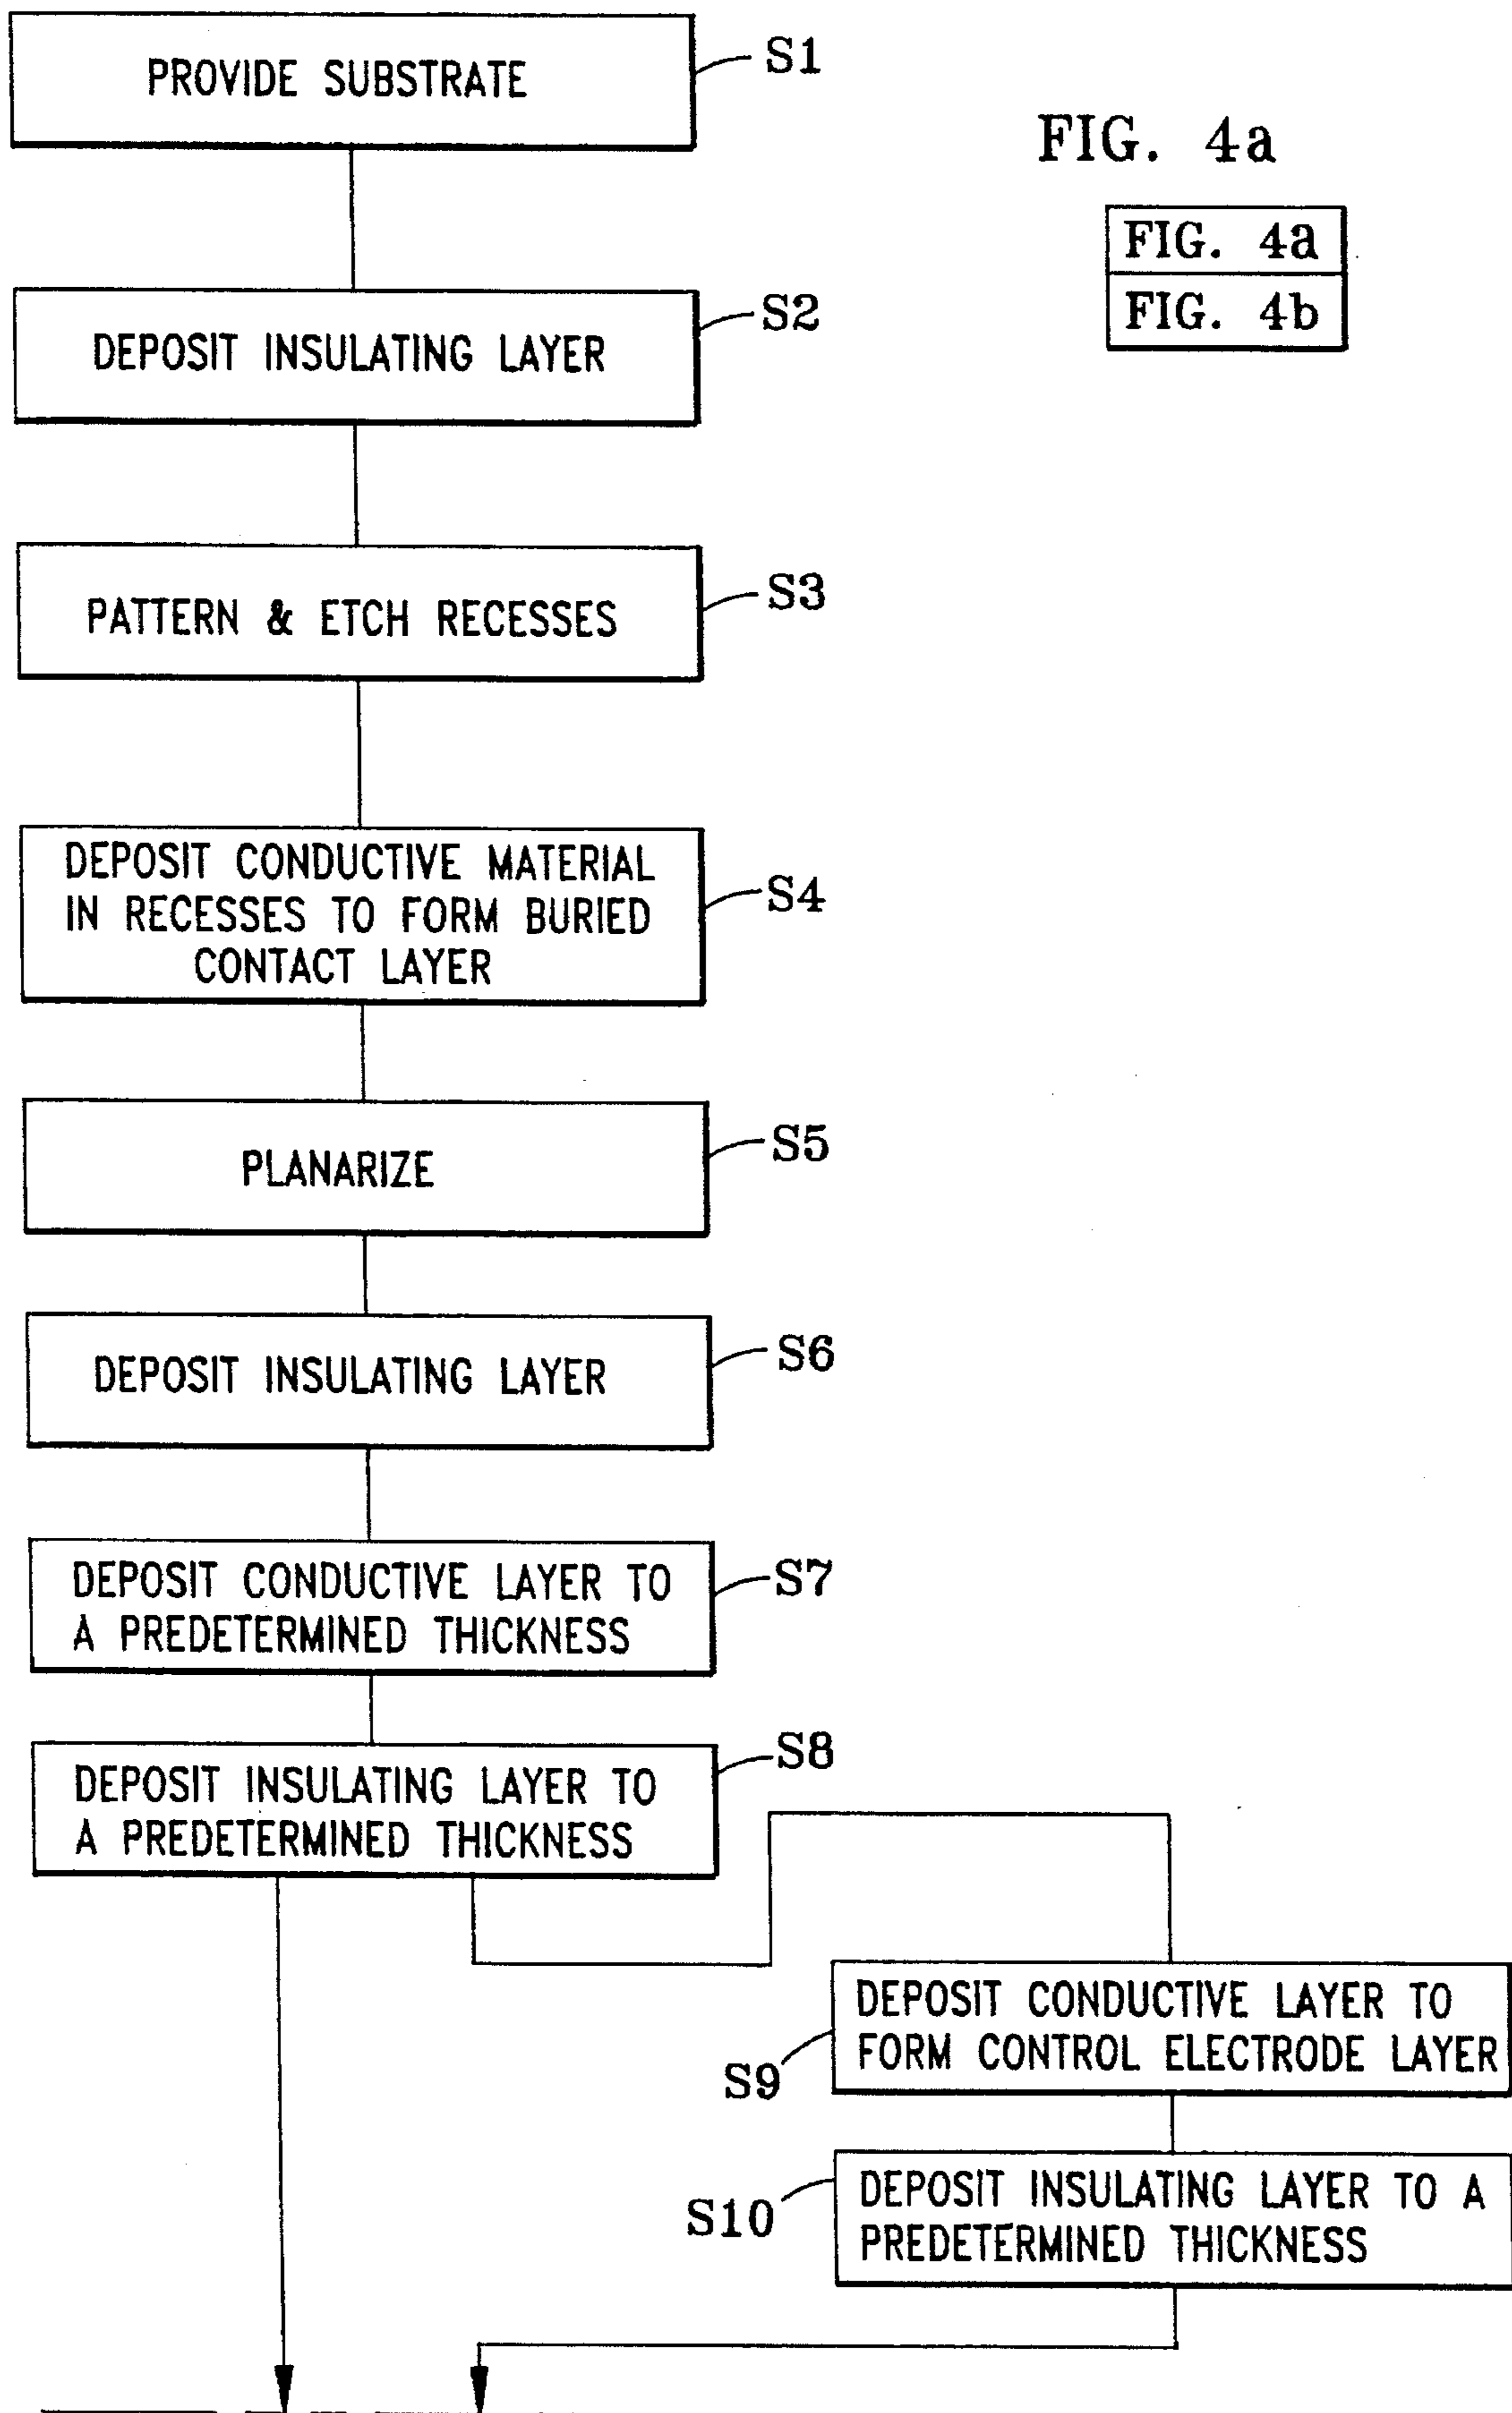 PROVIDE SUBSTRATE
S1
FIG. 4a
FIG. 4a
FIG. 4b
DEPOSIT INSULATING LAYER
S2
PATTERN & ETCH RECESSES
S3
DEPOSIT CONDUCTIVE MATERIAL
IN RECESSES TO FORM BURIED
CONTACT LAYER
S4
PLANARIZE
S5
DEPOSIT INSULATING LAYER
S6
DEPOSIT CONDUCTIVE LAYER TO
A PREDETERMINED THICKNESS
S7
DEPOSIT INSULATING LAYER TO
A PREDETERMINED THICKNESS
S8
DEPOSIT CONDUCTIVE LAYER TO
FORM CONTROL ELECTRODE LAYER
S9
DEPOSIT INSULATING LAYER TO A
PREDETERMINED THICKNESS
S10